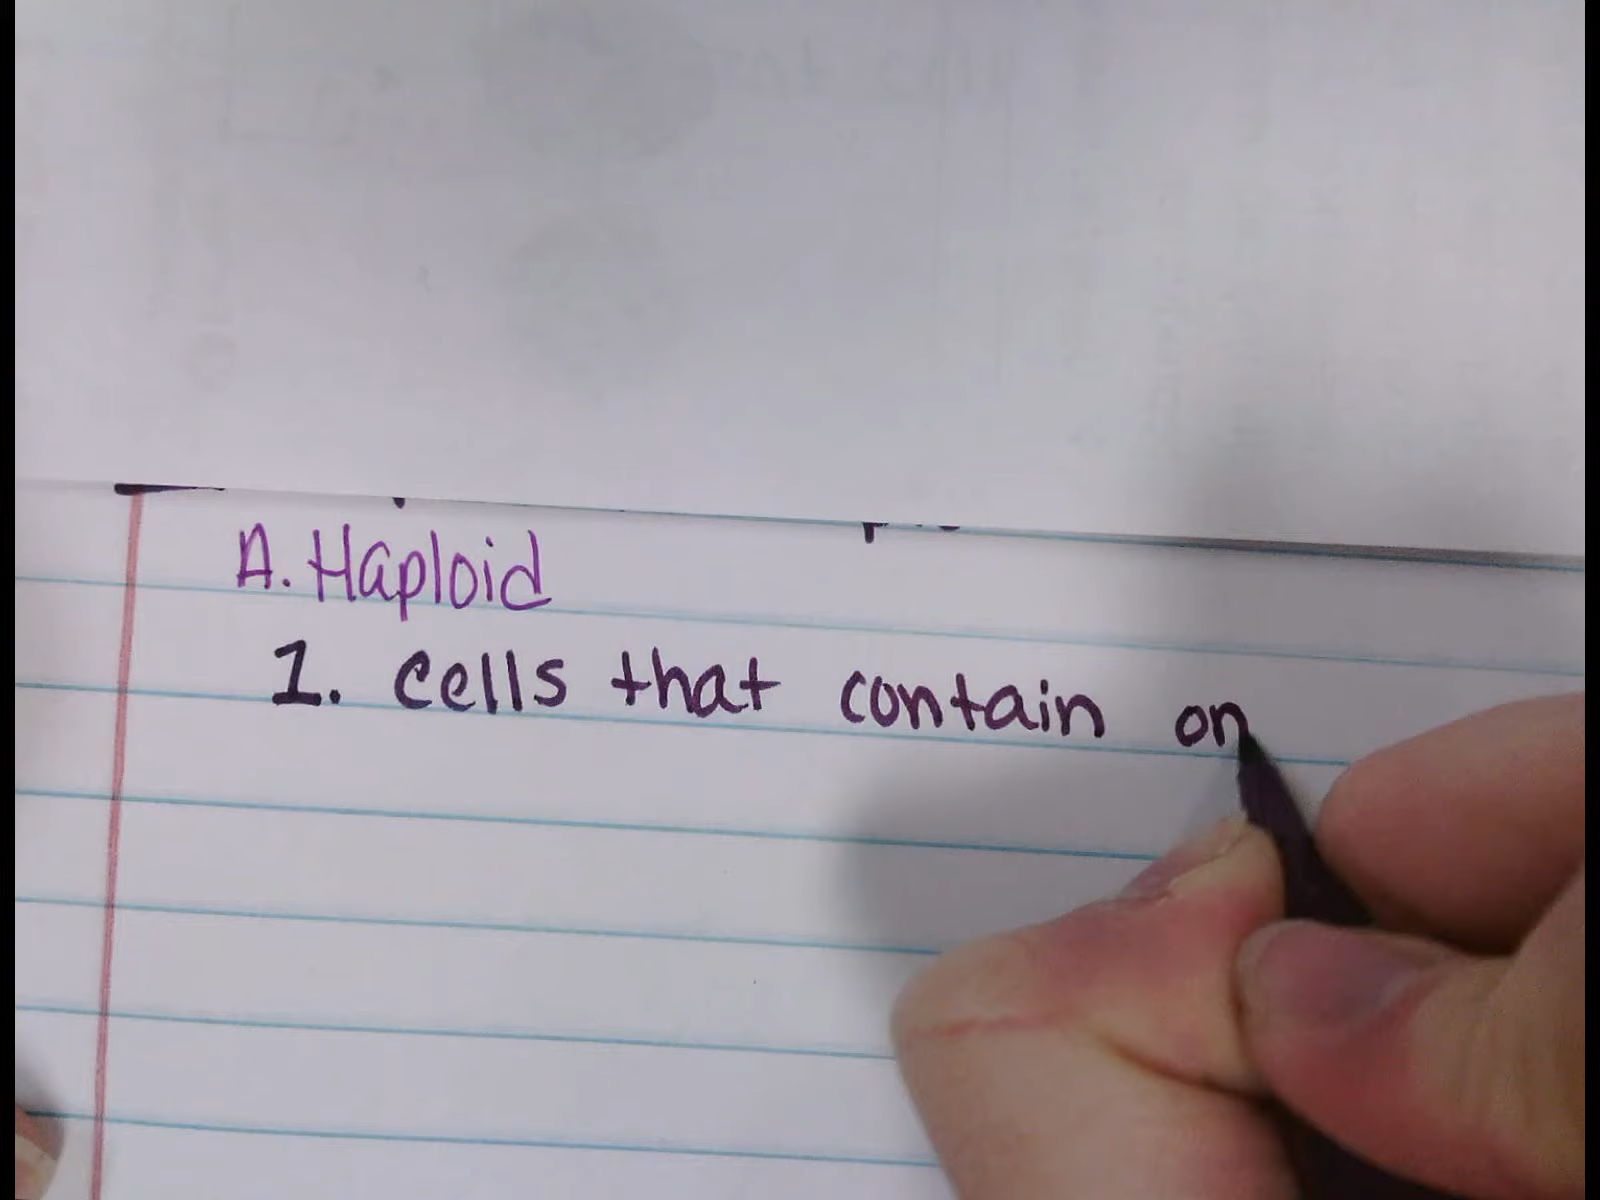 A. Haploid
1. cells that contain on